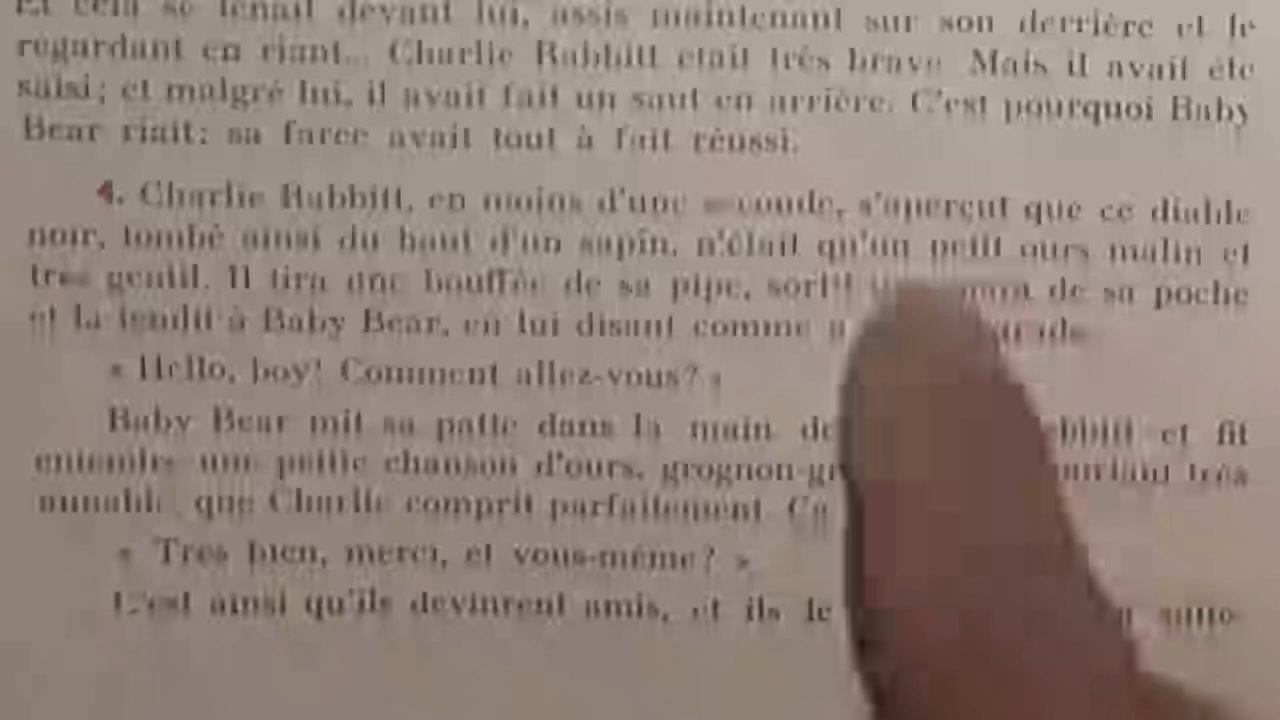 Et cela se tenait devant lui, assis maintenant sur son derrière et le
regardant en riant... Charlie Rabbitt était très brave. Mais il avait été
saisi; et malgré lui, il avait fait un saut en arrière. C'est pourquoi Baby
Bear riait: sa farce avait tout à fait réussi.
4. Charlie Rabbitt, en moins d'une seconde, s'aperçut que ce diable
noir, tombé ainsi du haut d'un sapin, n'était qu'un petit ours malin et
très gentil. Il tira une bouffée de sa pipe, sortit de sa poche
et la tendit à Baby Bear, en lui disant comme
« Hello, boy! Comment allez-vous? »
Baby Bear mit sa patte dans la main de et fit
entendre une petite chanson d'ours, très
aimable, que Charlie comprit parfaitement.
« Très bien, merci, et vous-même? »
C'est ainsi qu'ils devinrent amis, et ils le